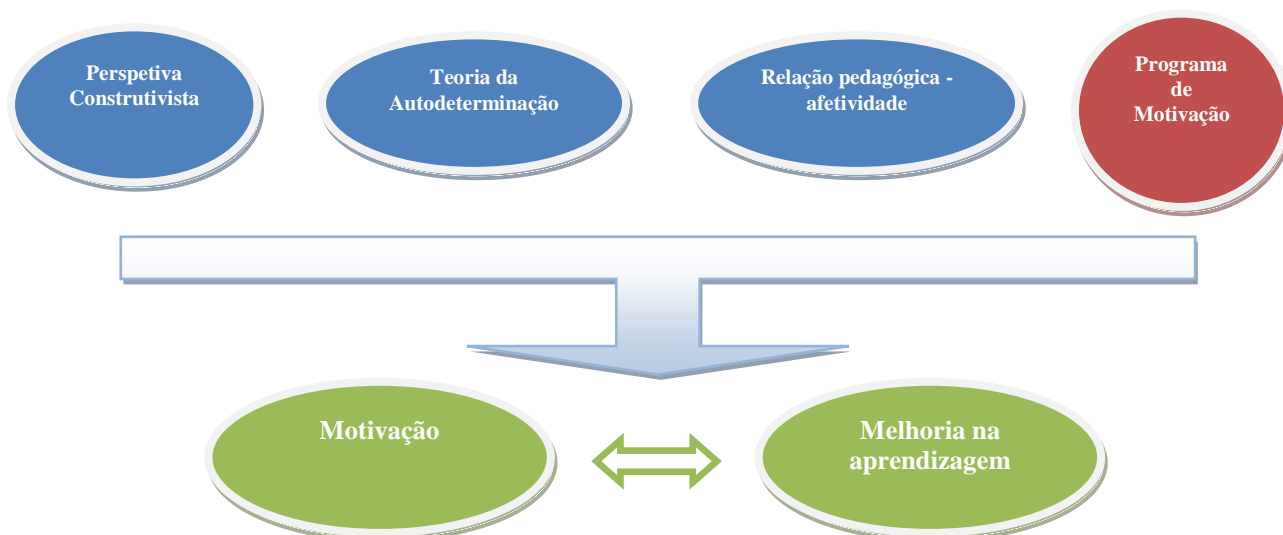 Perspetiva
Construtivista
Teoria da
Autodeterminação
Relação pedagógica -
afetividade
Programa
de
Motivação
Motivação
Melhoria na
aprendizagem